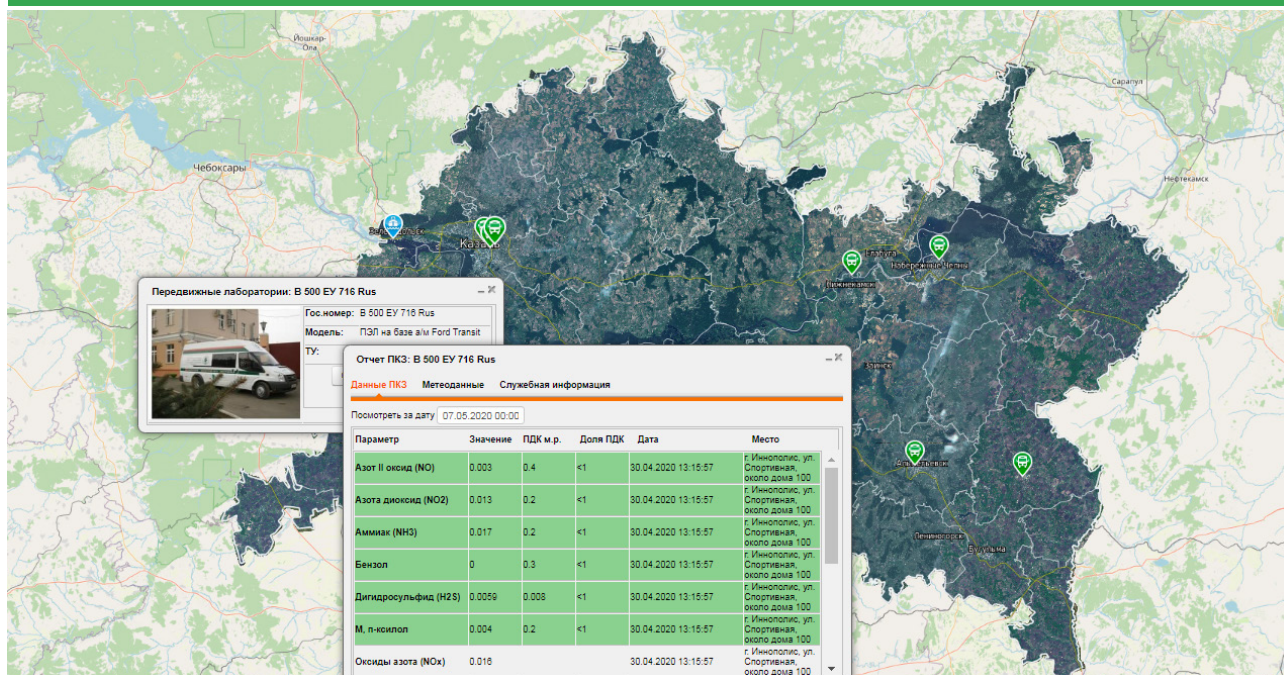 Йошкар-
Ола
Сарапул
Чебоксары
Нефтекамск
Казань
Елабуга
Набережные Челны
Нижнекамск
Заинск
Альметьевск
Лениногорск
Бугульма
Передвижные лаборатории: В 500 ЕУ 716 Rus
Гос.номер: В 500 ЕУ 716 Rus
Модель: ПЭЛ на базе а/м Ford Transit
ТУ:
Отчет ПКЗ: В 500 ЕУ 716 Rus
Данные ПКЗ Метеоданные Служебная информация
Посмотреть за дату 07.05.2020 00:00
Параметр Значение ПДК м.р. Доля ПДК Дата Место
Азот II оксид (NO) 0.003 0.4 <1 30.04.2020 13:15:57 г. Иннополис, ул.
Спортивная,
около дома 100
Азота диоксид (NO2) 0.013 0.2 <1 30.04.2020 13:15:57 г. Иннополис, ул.
Спортивная,
около дома 100
Аммиак (NH3) 0.017 0.2 <1 30.04.2020 13:15:57 г. Иннополис, ул.
Спортивная,
около дома 100
Бензол 0 0.3 <1 30.04.2020 13:15:57 г. Иннополис, ул.
Спортивная,
около дома 100
Дигидросульфид (H2S) 0.0059 0.008 <1 30.04.2020 13:15:57 г. Иннополис, ул.
Спортивная,
около дома 100
М, п-ксилол 0.004 0.2 <1 30.04.2020 13:15:57 г. Иннополис, ул.
Спортивная,
около дома 100
Оксиды азота (NOx) 0.016 30.04.2020 13:15:57 г. Иннополис, ул.
Спортивная,
около дома 100